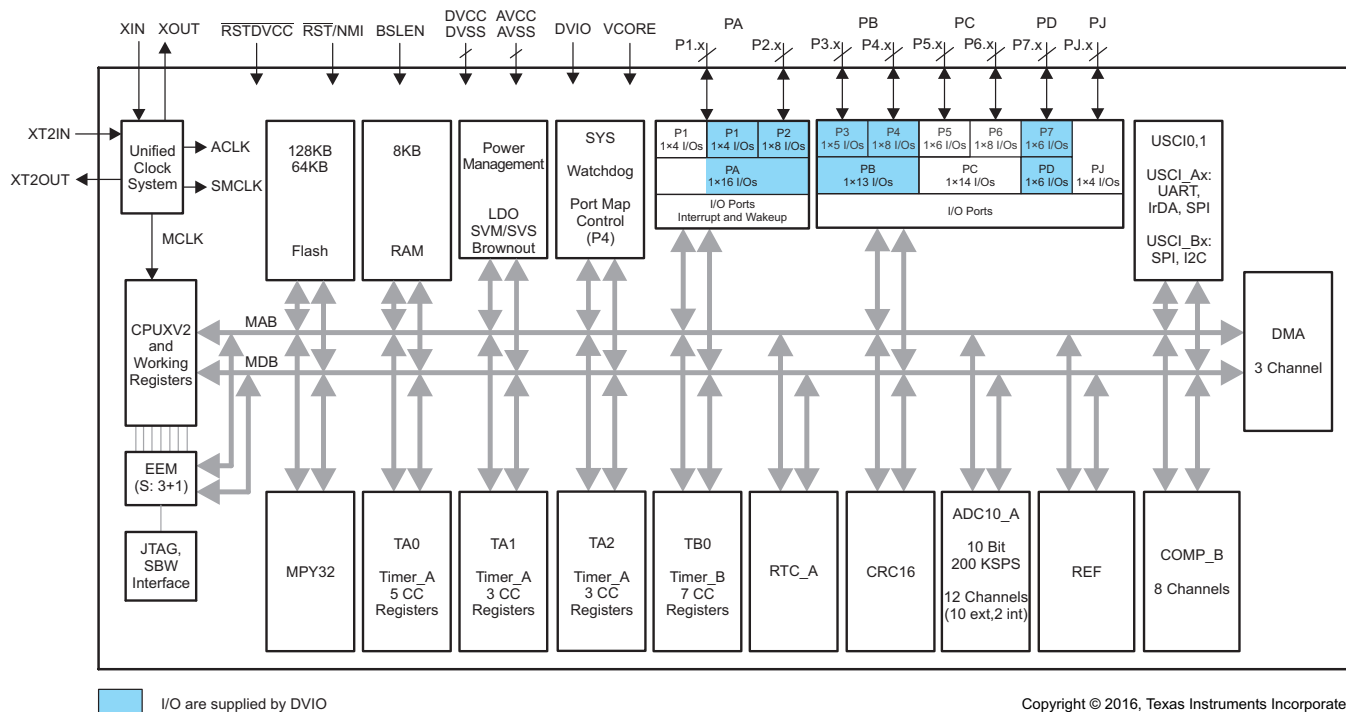 XIN XOUT RSTDVCC RST/NMI BSLEN DVCC DVSS AVCC AVSS DVIO VCORE
PA PB PC PD PJ
P1.x P2.x P3.x P4.x P5.x P6.x P7.x PJ.x
XT2IN
XT2OUT
Unified
Clock
System
ACLK
SMCLK
MCLK
128KB
64KB
Flash
8KB
RAM
Power
Management
LDO
SVM/SVS
Brownout
SYS
Watchdog
Port Map
Control
(P4)
P1
1×4 I/Os
P1
1×4 I/Os
P2
1×8 I/Os
PA
1×16 I/Os
I/O Ports
Interrupt and Wakeup
P3
1×5 I/Os
P4
1×8 I/Os
P5
1×6 I/Os
P6
1×8 I/Os
P7
1×6 I/Os
PB
1×13 I/Os
PC
1×14 I/Os
PD
1×6 I/Os
PJ
1×4 I/Os
I/O Ports
USCI0,1
USCI_Ax:
UART,
IrDA, SPI
USCI_Bx:
SPI, I2C
CPUXV2
and
Working
Registers
MAB
MDB
DMA
3 Channel
EEM
(S: 3+1)
JTAG,
SBW
Interface
MPY32
TA0
Timer_A
5 CC
Registers
TA1
Timer_A
3 CC
Registers
TA2
Timer_A
3 CC
Registers
TB0
Timer_B
7 CC
Registers
RTC_A
CRC16
ADC10_A
10 Bit
200 KSPS
12 Channels
(10 ext,2 int)
REF
COMP_B
8 Channels
I/O are supplied by DVIO
Copyright © 2016, Texas Instruments Incorporate